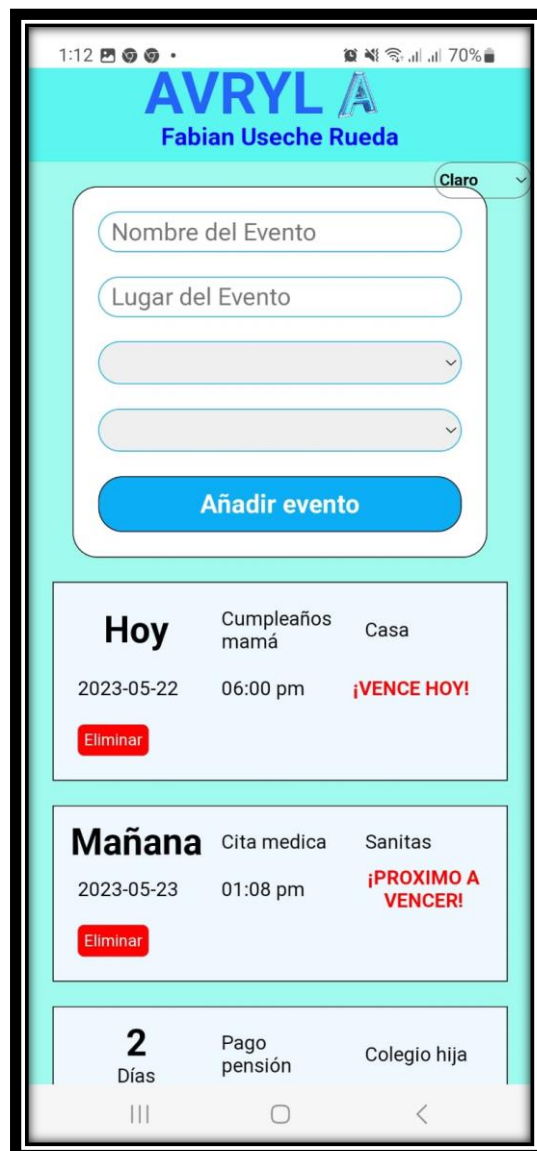 1:12 70%
AVRYL A
Fabian Useche Rueda
Claro
Nombre del Evento
Lugar del Evento
Añadir evento
Hoy Cumpleaños mamá Casa
2023-05-22 06:00 pm ¡VENCE HOY!
Eliminar
Mañana Cita medica Sanitas
2023-05-23 01:08 pm ¡PROXIMO A VENCER!
Eliminar
2 Días Pago pensión Colegio hija